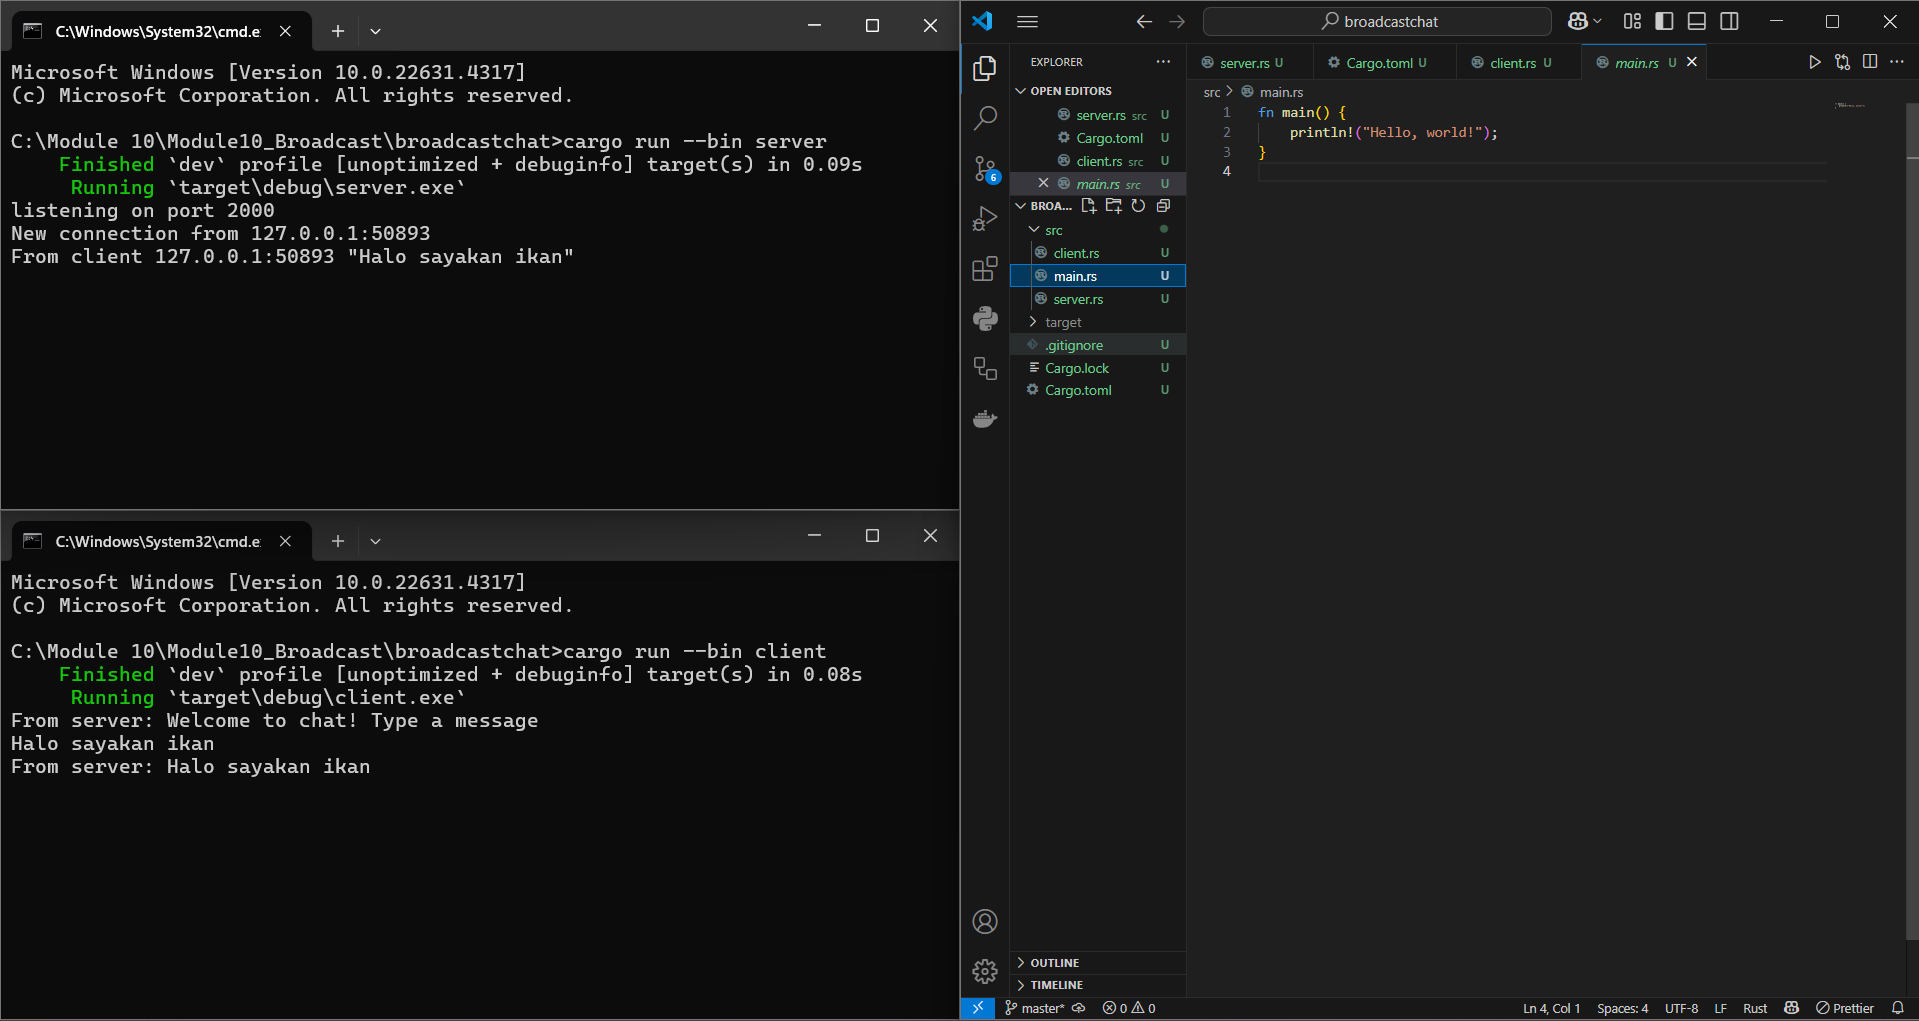 C:\Windows\System32\cmd.e
Microsoft Windows [Version 10.0.22631.4317]
(c) Microsoft Corporation. All rights reserved.
C:\Module 10\Module10_Broadcast\broadcastchat>cargo run --bin server
Finished `dev` profile [unoptimized + debuginfo] target(s) in 0.09s
Running `target\debug\server.exe`
listening on port 2000
New connection from 127.0.0.1:50893
From client 127.0.0.1:50893 "Halo sayakan ikan"
C:\Windows\System32\cmd.e
Microsoft Windows [Version 10.0.22631.4317]
(c) Microsoft Corporation. All rights reserved.
C:\Module 10\Module10_Broadcast\broadcastchat>cargo run --bin client
Finished `dev` profile [unoptimized + debuginfo] target(s) in 0.08s
Running `target\debug\client.exe`
From server: Welcome to chat! Type a message
Halo sayakan ikan
From server: Halo sayakan ikan
broadcastchat
EXPLORER
OPEN EDITORS
server.rs src U
Cargo.toml U
client.rs src U
main.rs src U
BROA...
src
client.rs U
main.rs U
server.rs U
target
.gitignore U
Cargo.lock U
Cargo.toml U
6
OUTLINE
TIMELINE
server.rs U
Cargo.toml U
client.rs U
main.rs U
src > main.rs
1 fn main() {
2 println!("Hello, world!");
3 }
4
master* 0 0 Ln 4, Col 1 Spaces: 4 UTF-8 LF Rust Prettier